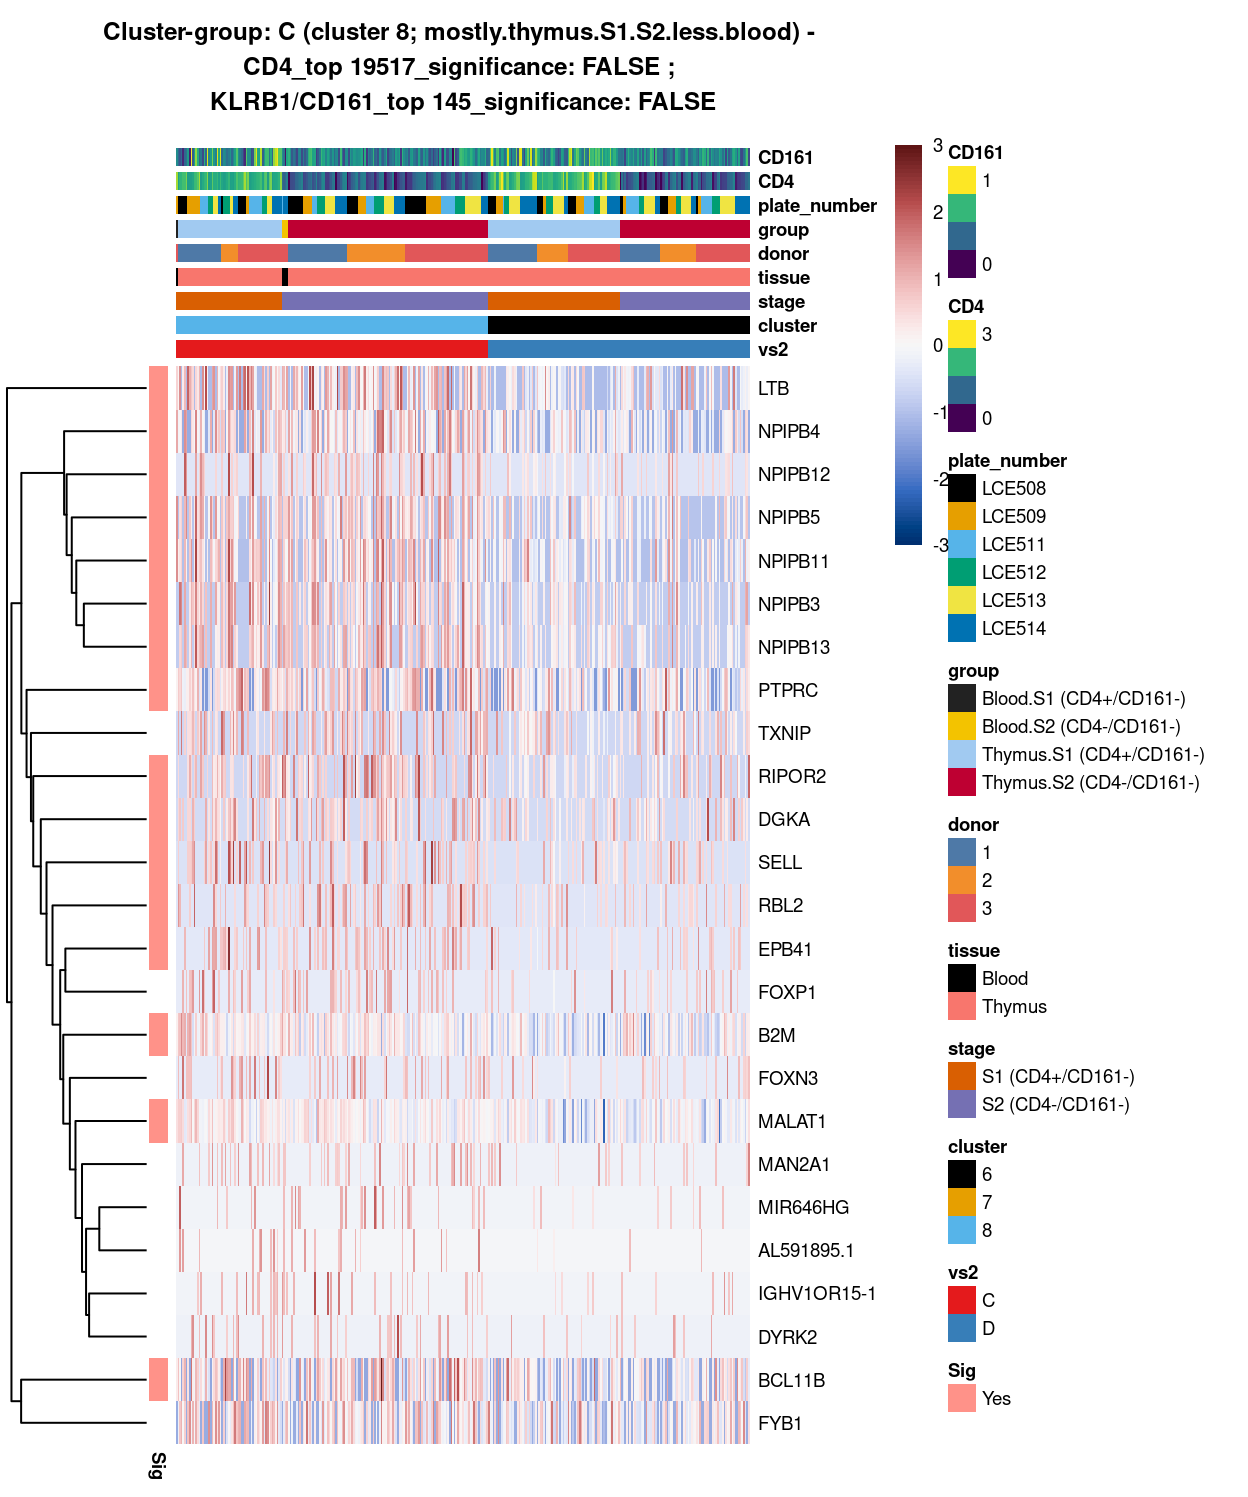 Cluster-group: C (cluster 8; mostly.thymus.S1.S2.less.blood) -
CD4_top 19517_significance: FALSE ;
KLRB1/CD161_top 145_significance: FALSE
CD161
CD4
plate_number
group
donor
tissue
stage
cluster
vs2
LTB
NPIPB4
NPIPB12
NPIPB5
NPIPB11
NPIPB3
NPIPB13
PTPRC
TXNIP
RIPOR2
DGKA
SELL
RBL2
EPB41
FOXP1
B2M
FOXN3
MALAT1
MAN2A1
MIR646HG
AL591895.1
IGHV1OR15-1
DYRK2
BCL11B
FYB1
Sig
3
2
1
0
-1
-2
-3
CD161
1
0
CD4
3
0
plate_number
LCE508
LCE509
LCE511
LCE512
LCE513
LCE514
group
Blood.S1 (CD4+/CD161-)
Blood.S2 (CD4-/CD161-)
Thymus.S1 (CD4+/CD161-)
Thymus.S2 (CD4-/CD161-)
donor
1
2
3
tissue
Blood
Thymus
stage
S1 (CD4+/CD161-)
S2 (CD4-/CD161-)
cluster
6
7
8
vs2
C
D
Sig
Yes